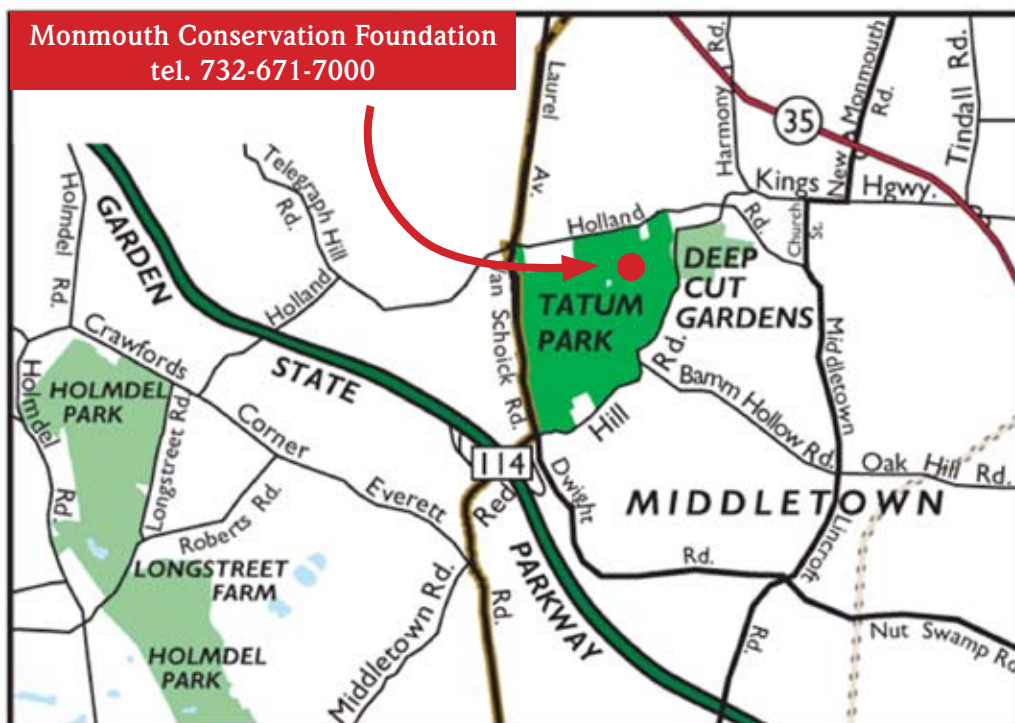 Monmouth Conservation Foundation
tel. 732-671-7000
Laurel
Av.
Harmony Rd.
35
New Monmouth
Rd.
Tindall Rd.
Kings Hgwy.
Church
St.
Holmdel Rd.
GARDEN
STATE
PARKWAY
Telegraph Hill
Rd.
Holland
Holland Rd.
Van Schoick Rd.
TATUM
PARK
DEEP
CUT
GARDENS
Middletown
Lincroft
Rd.
Crawfords
Corner
Everett
Rd.
HOLMDEL
PARK
Holmdel
Rd.
Longstreet Rd.
Roberts Rd.
LONGSTREET
FARM
HOLMDEL
PARK
Middletown Rd.
114
Red
Hill
Rd.
Dwight
Rd.
Bamm Hollow Rd.
Oak Hill Rd.
MIDDLETOWN
Nut Swamp Rd